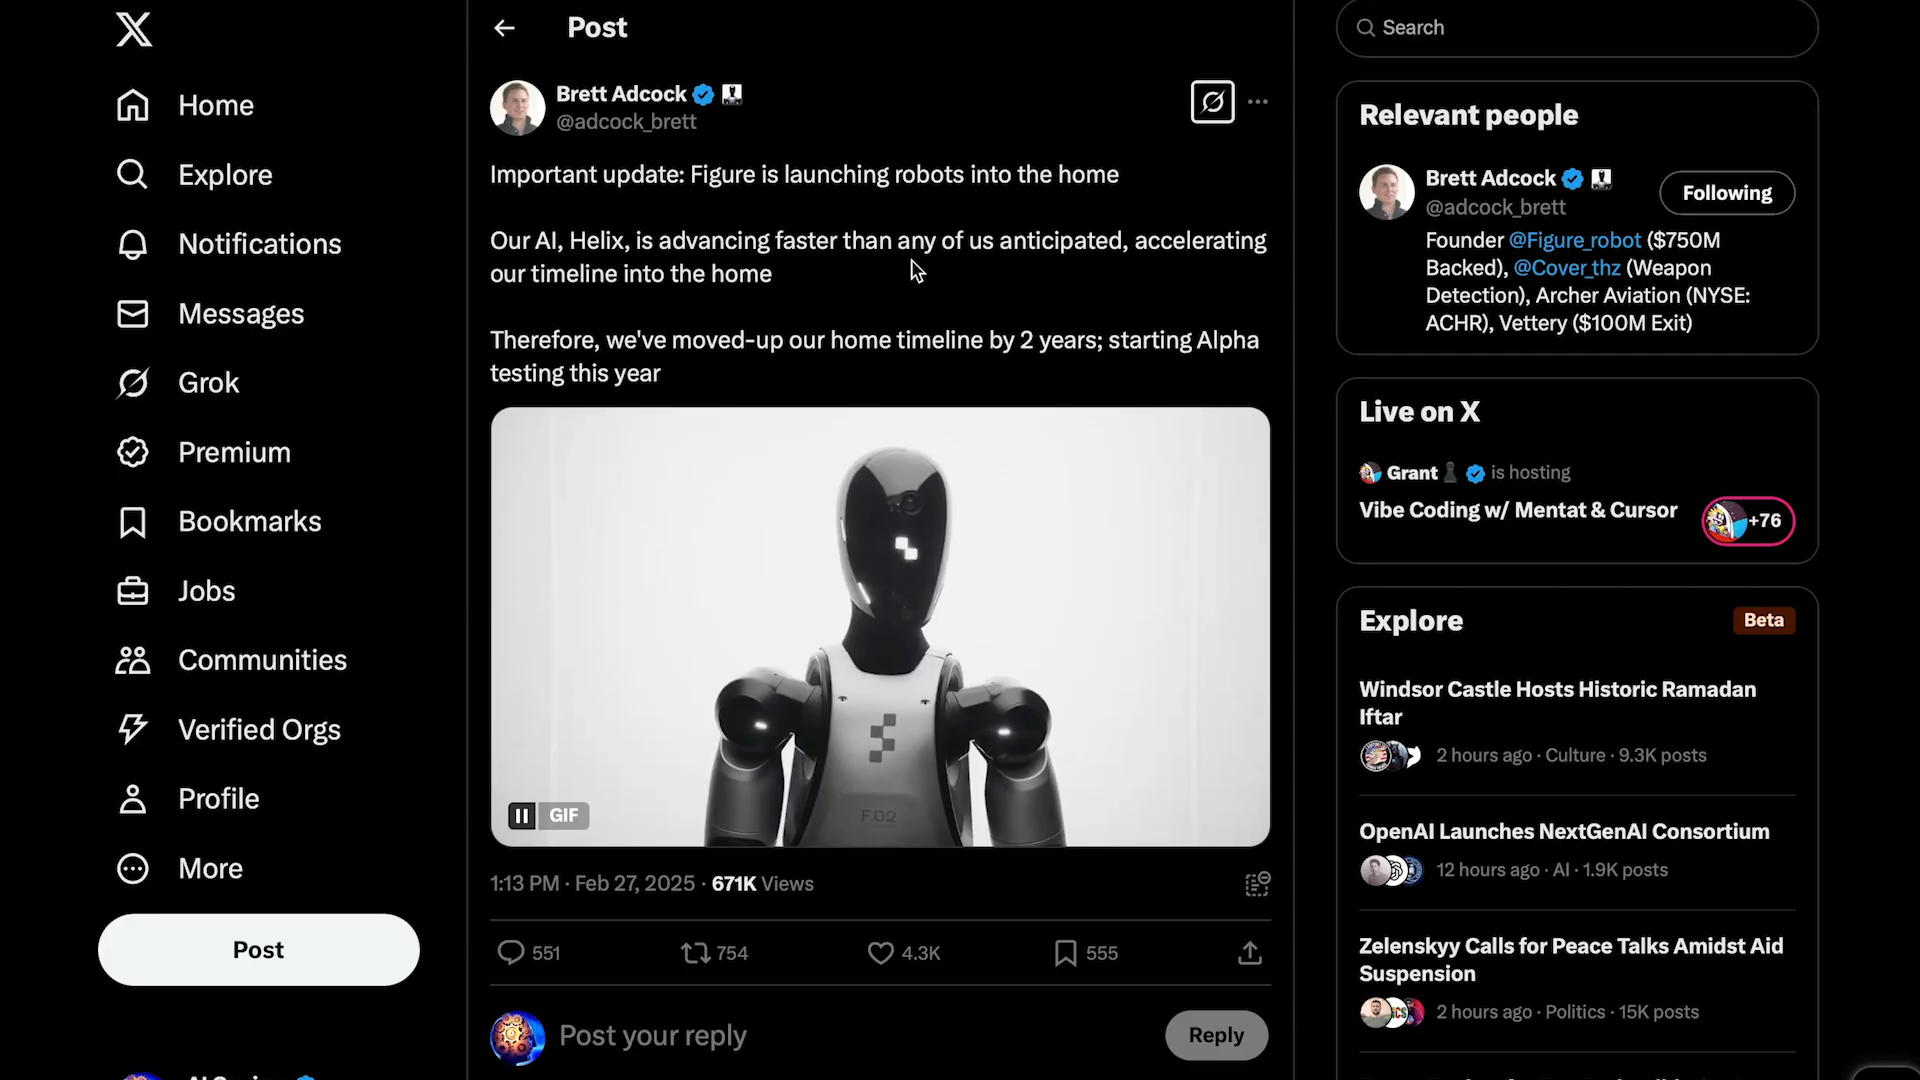 Home
Explore
Notifications
Messages
Grok
Premium
Bookmarks
Jobs
Communities
Verified Orgs
Profile
More
Post
Post
Brett Adcock
@adcock_brett
Important update: Figure is launching robots into the home
Our AI, Helix, is advancing faster than any of us anticipated, accelerating
our timeline into the home
Therefore, we've moved-up our home timeline by 2 years; starting Alpha
testing this year
F.02
GIF
1:13 PM · Feb 27, 2025 · 671K Views
551 754 4.3K 555
Post your reply
Reply
Search
Relevant people
Brett Adcock
@adcock_brett
Following
Founder @Figure_robot ($750M
Backed), @Cover_thz (Weapon
Detection), Archer Aviation (NYSE:
ACHR), Vettery ($100M Exit)
Live on X
Grant is hosting
Vibe Coding w/ Mentat & Cursor
+76
Explore
Beta
Windsor Castle Hosts Historic Ramadan
Iftar
2 hours ago · Culture · 9.3K posts
OpenAI Launches NextGenAI Consortium
12 hours ago · AI · 1.9K posts
Zelenskyy Calls for Peace Talks Amidst Aid
Suspension
2 hours ago · Politics · 15K posts